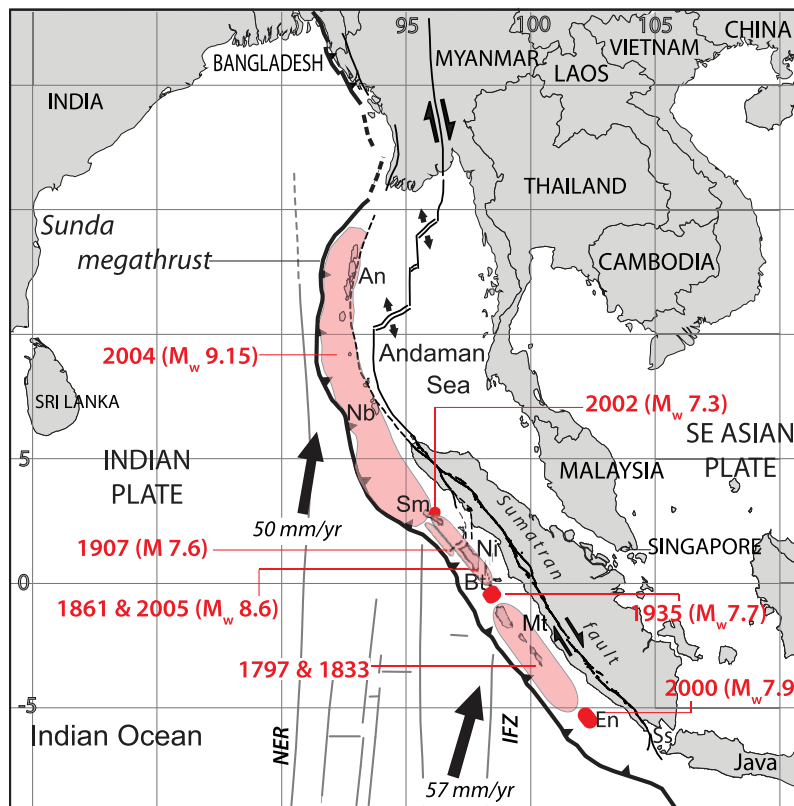 95
100
105
CHINA
BANGLADESH
MYANMAR
VIETNAM
LAOS
INDIA
THAILAND
Sunda
megathrust
An
CAMBODIA
2004 (Mw 9.15)
Andaman
Sea
SRI LANKA
Nb
2002 (Mw 7.3)
SE ASIAN
PLATE
5
INDIAN
PLATE
MALAYSIA
Sm
50 mm/yr
Sumatran
fault
1907 (M 7.6)
Ni
SINGAPORE
0
Bt
1861 & 2005 (Mw 8.6)
1935 (Mw 7.7)
Mt
1797 & 1833
2000 (Mw 7.9)
-5
En
Indian Ocean
NER
IFZ
Ss
Java
57 mm/yr